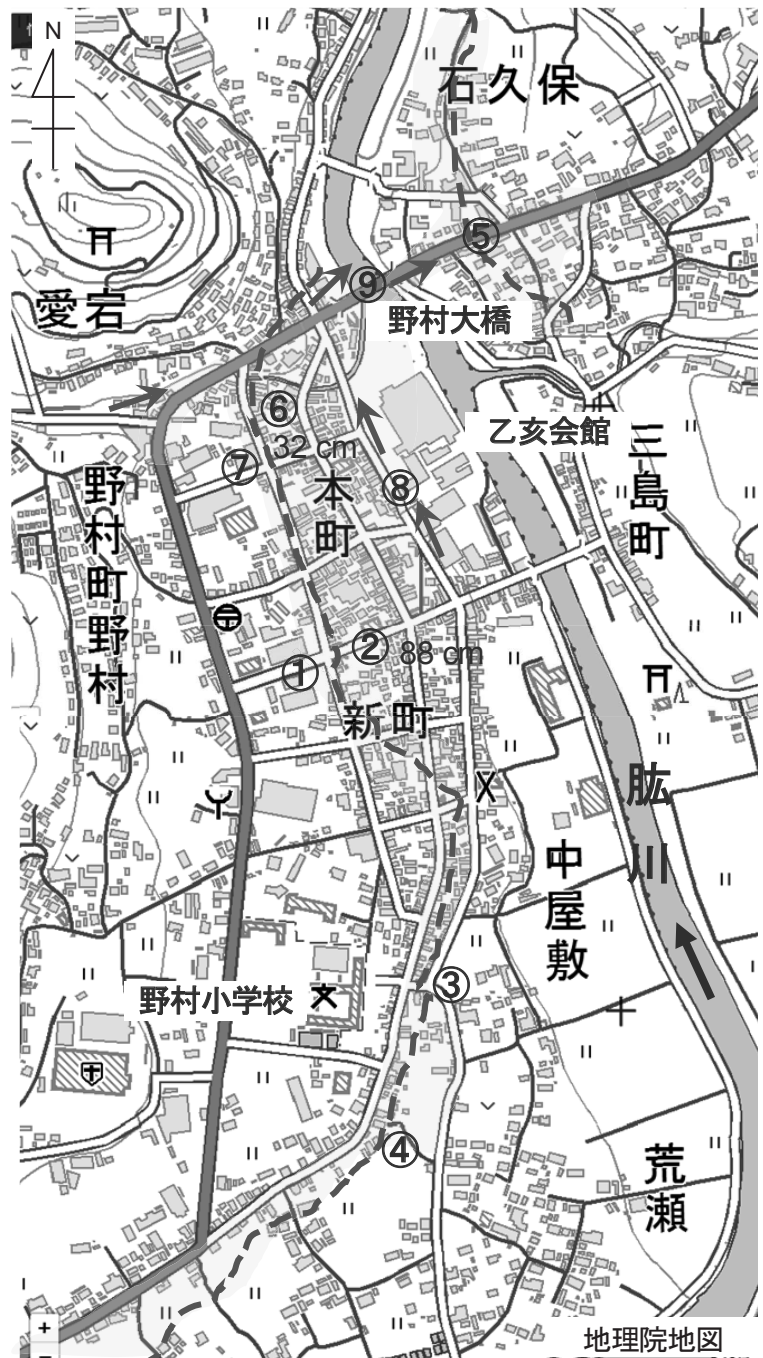 N
石久保
⑤
⑨
愛宕
野村大橋
⑥
乙亥会館
32 cm
⑦
本町
三島町
⑧
野村町野村
②
88 cm
①
新町
肱川
中屋敷
野村小学校
③
④
荒瀬
+
地理院地図